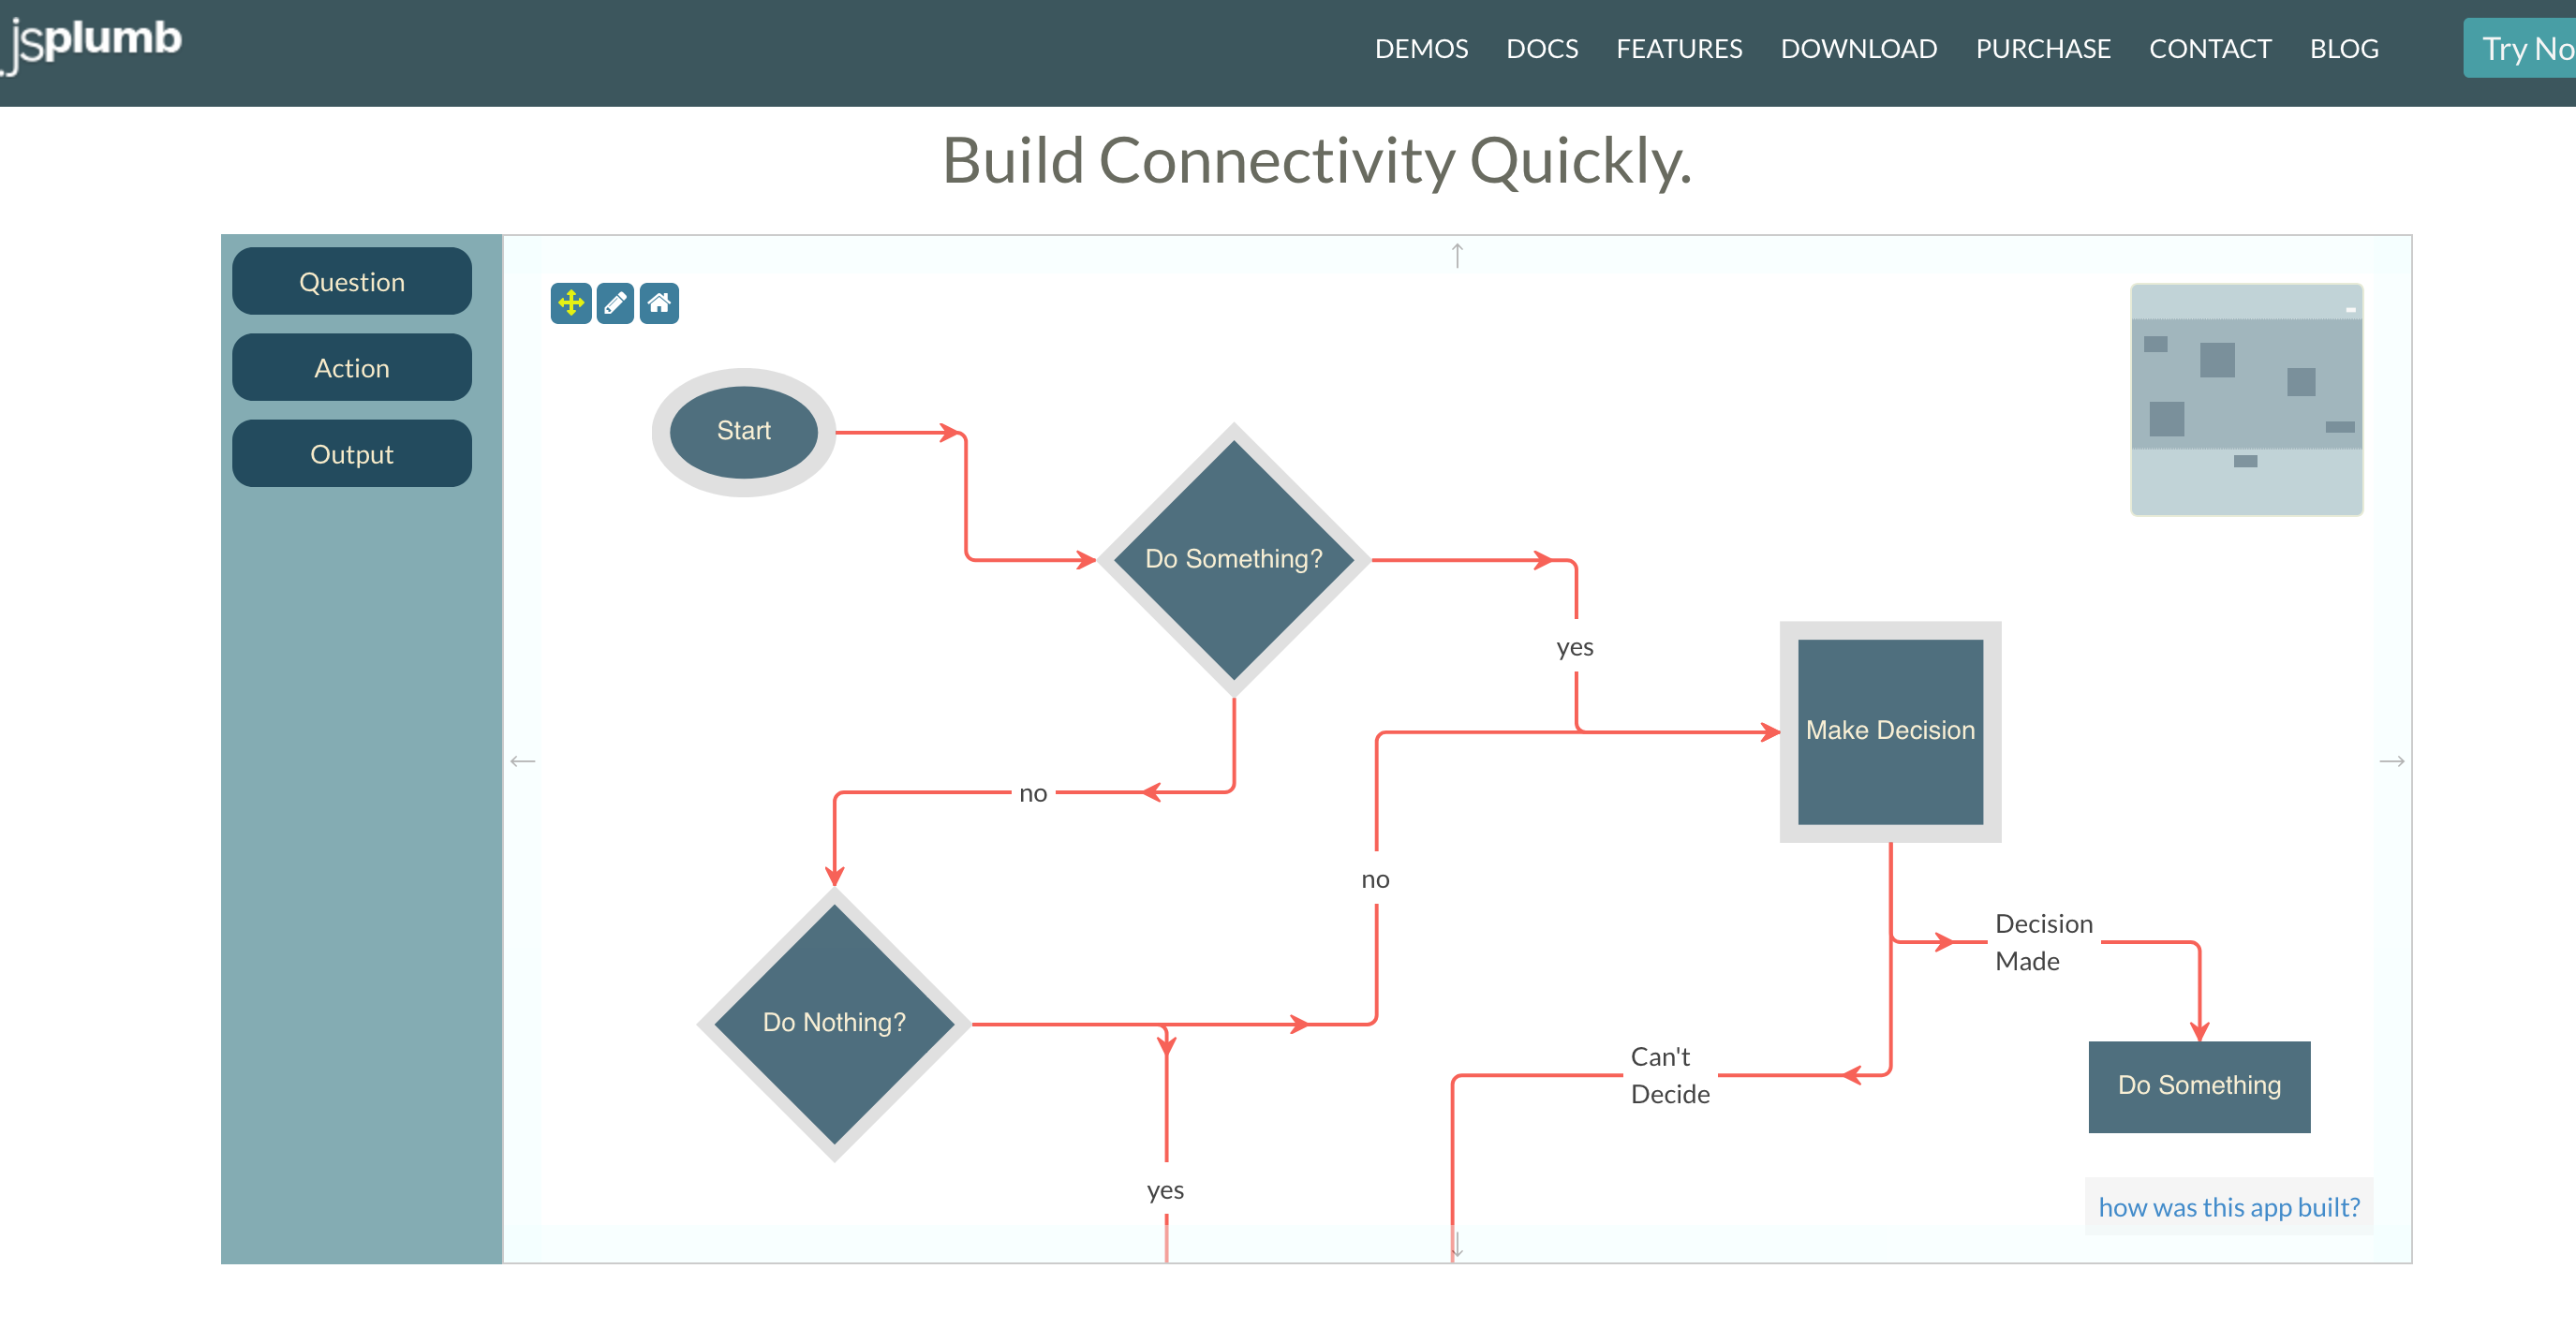 jsplumb
DEMOS DOCS FEATURES DOWNLOAD PURCHASE CONTACT BLOG
Try No
Build Connectivity Quickly.
Question
Action
Output
Start
Do Something?
yes
Make Decision
no
no
Decision
Made
Do Nothing?
Can't
Decide
Do Something
yes
how was this app built?